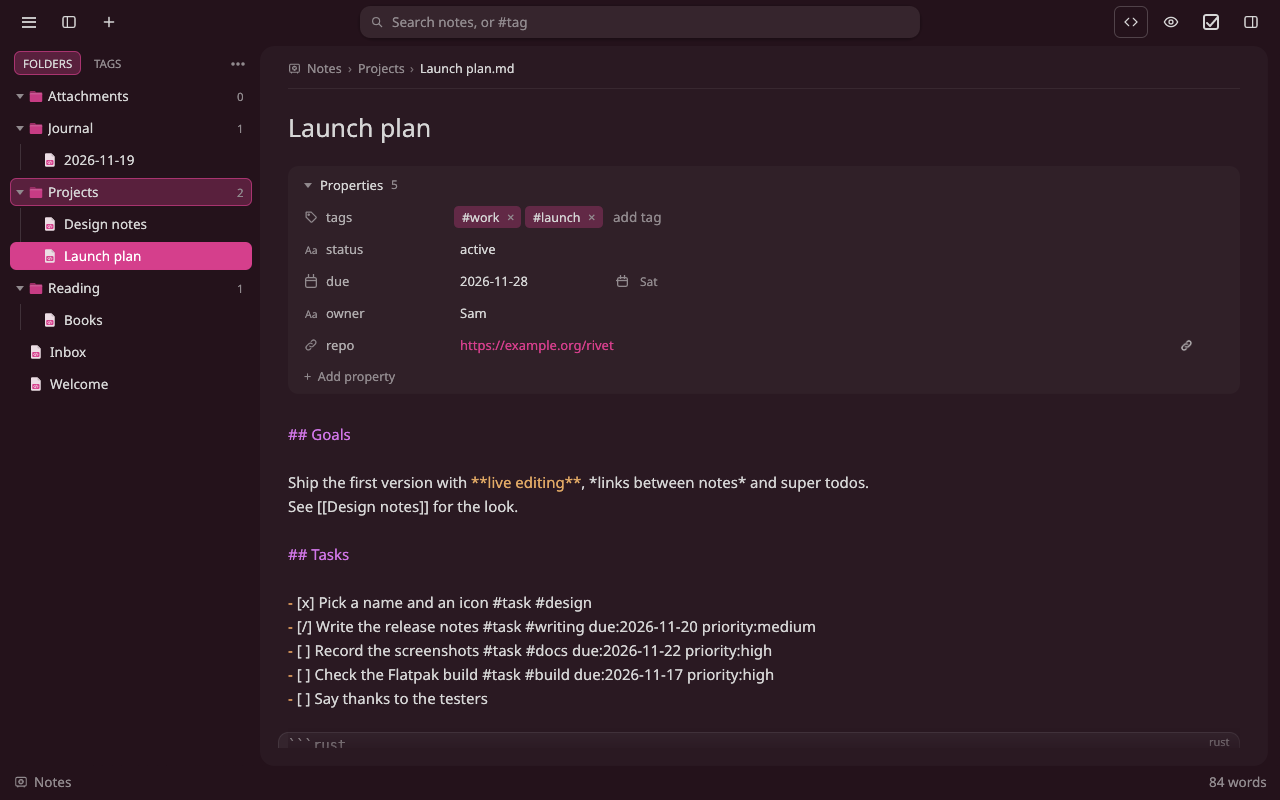 Search notes, or #tag
FOLDERS TAGS
Attachments 0
Journal 1
2026-11-19
Projects 2
Design notes
Launch plan
Reading 1
Books
Inbox
Welcome
Notes › Projects › Launch plan.md
Launch plan
Properties 5
tags #work × #launch × add tag
Aa status active
due 2026-11-28 Sat
Aa owner Sam
repo https://example.org/rivet
+ Add property
## Goals
Ship the first version with **live editing**, *links between notes* and super todos.
See [[Design notes]] for the look.
## Tasks
- [x] Pick a name and an icon #task #design
- [/] Write the release notes #task #writing due:2026-11-20 priority:medium
- [ ] Record the screenshots #task #docs due:2026-11-22 priority:high
- [ ] Check the Flatpak build #task #build due:2026-11-17 priority:high
- [ ] Say thanks to the testers
```rust rust
Notes 84 words